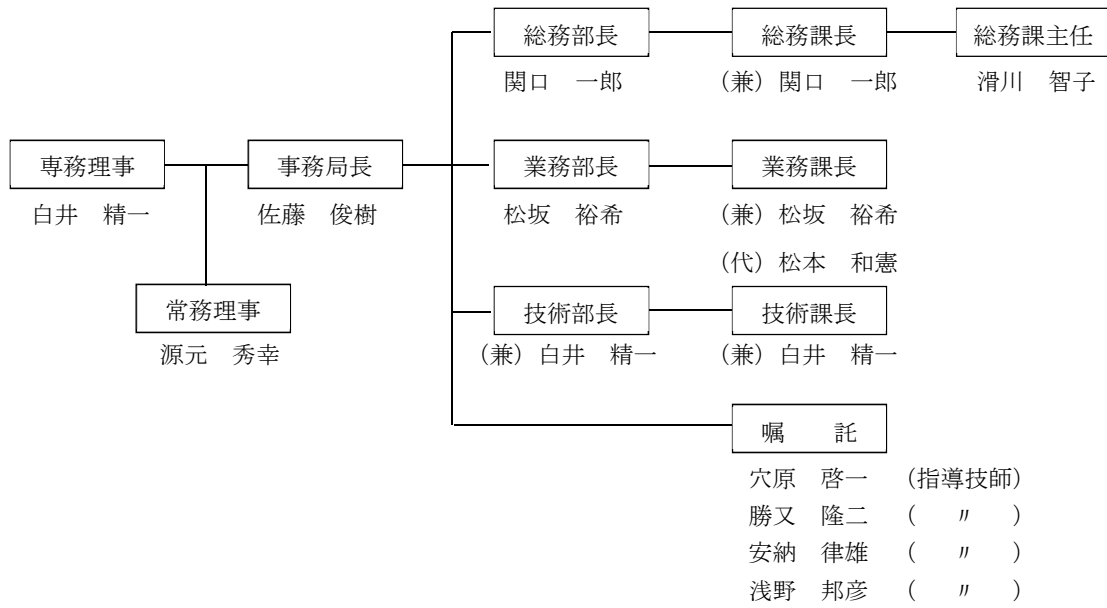 総務部長 総務課長 総務課主任
関口　一郎 (兼) 関口　一郎 滑川　智子
専務理事 事務局長 業務部長 業務課長
白井　精一 佐藤　俊樹 松坂　裕希 (兼) 松坂　裕希
(代) 松本　和憲
常務理事 技術部長 技術課長
源元　秀幸 (兼) 白井　精一 (兼) 白井　精一
嘱　　託
穴原　啓一 (指導技師)
勝又　隆二 (　〃　)
安納　律雄 (　〃　)
浅野　邦彦 (　〃　)